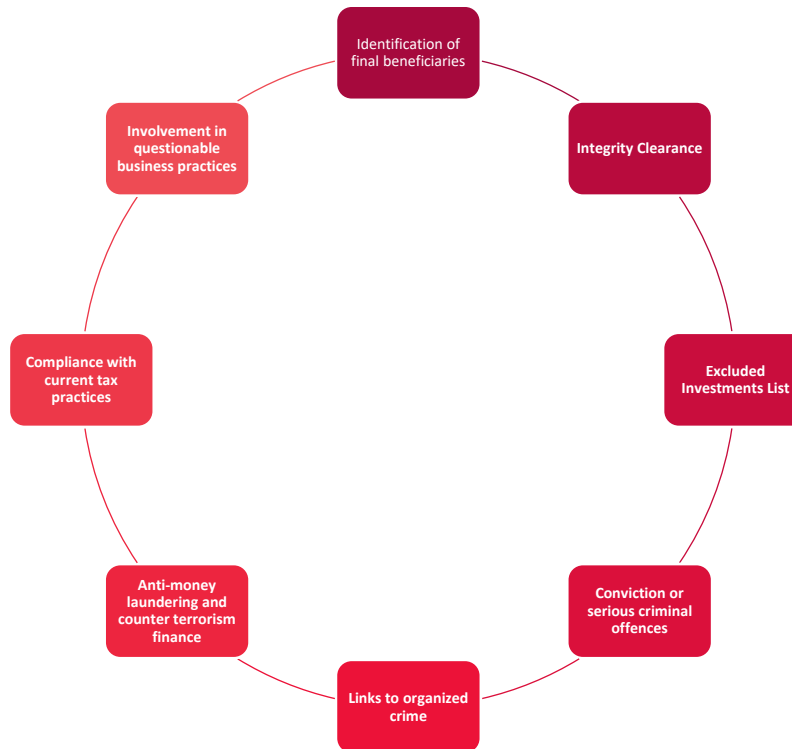 Identification of
final beneficiaries
Integrity Clearance
Excluded
Investments List
Conviction or
serious criminal
offences
Links to organized
crime
Anti-money
laundering and
counter terrorism
finance
Compliance with
current tax
practices
Involvement in
questionable
business practices